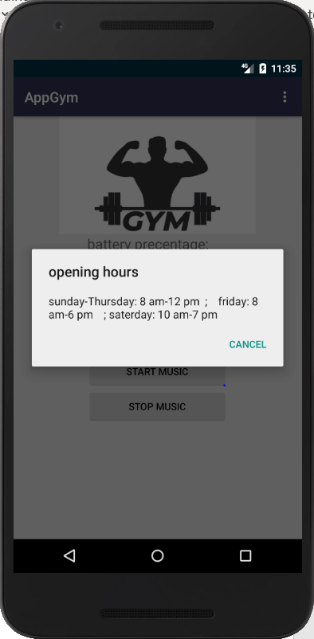 11:35
AppGym
GYM
battery precentage:
opening hours
sunday-Thursday: 8 am-12 pm ; friday: 8
am-6 pm ; saterday: 10 am-7 pm
CANCEL
START MUSIC
STOP MUSIC